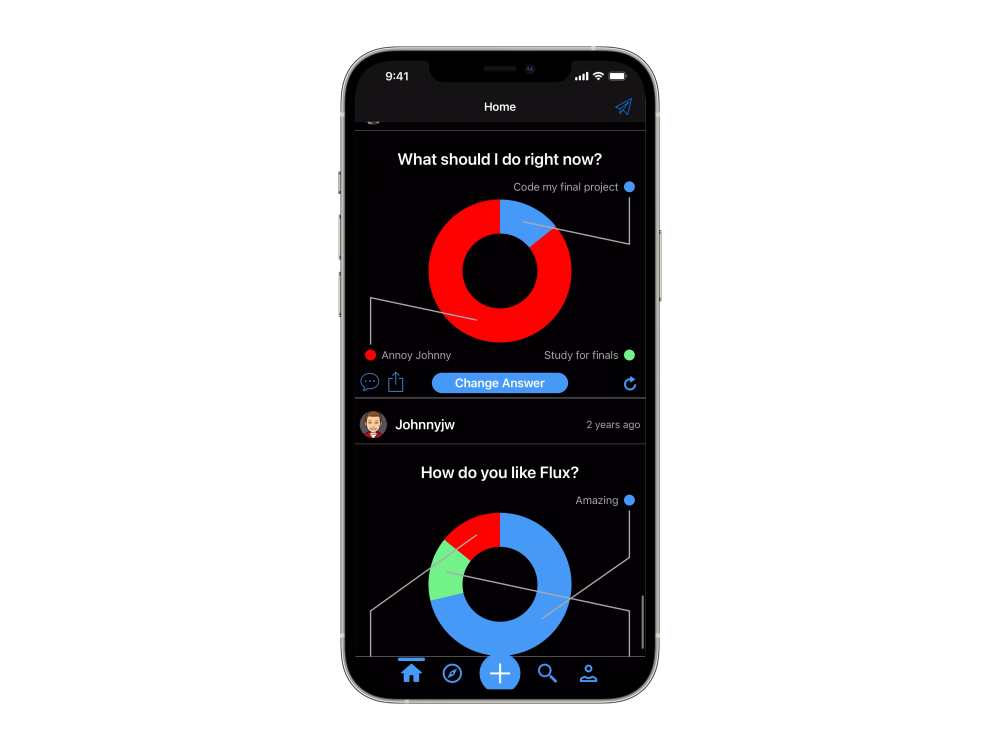 9:41
Home
What should I do right now?
Code my final project
Annoy Johnny
Study for finals
Change Answer
Johnnyjw
2 years ago
How do you like Flux?
Amazing